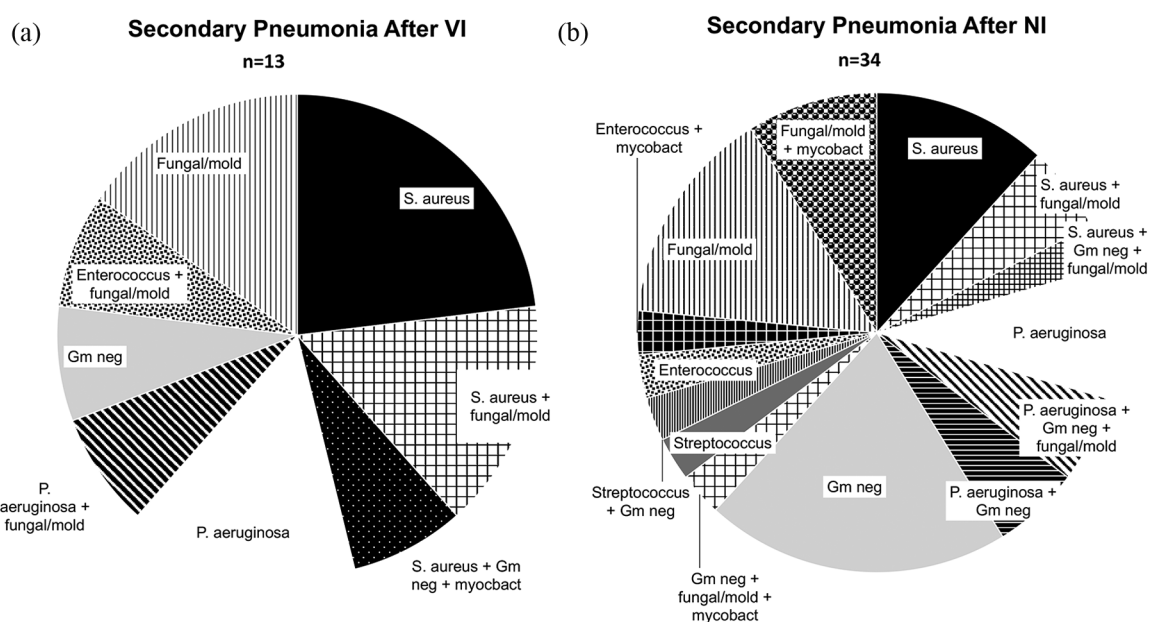 (a)
Secondary Pneumonia After VI
n=13
Fungal/mold
S. aureus
Enterococcus +
fungal/mold
Gm neg
S. aureus +
fungal/mold
P.
aeruginosa +
fungal/mold
P. aeruginosa
S. aureus + Gm
neg + myocbact
(b)
Secondary Pneumonia After NI
n=34
Enterococcus +
mycobact
Fungal/mold
+ mycobact
S. aureus
S. aureus +
fungal/mold
S. aureus +
Gm neg +
fungal/mold
Fungal/mold
P. aeruginosa
Enterococcus
P. aeruginosa +
Gm neg +
fungal/mold
Streptococcus
Gm neg
P. aeruginosa +
Gm neg
Streptococcus
+ Gm neg
Gm neg +
fungal/mold +
mycobact